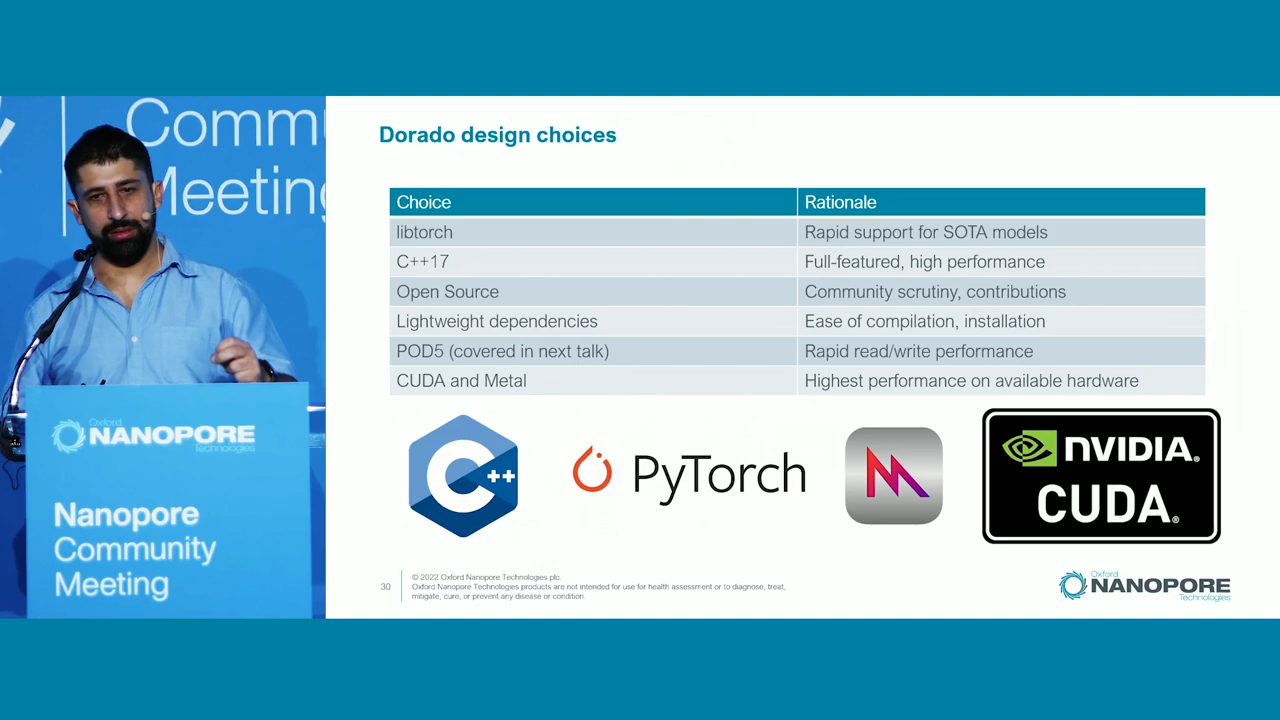 Comm
Meeting
Oxford
NANOPORE
Technologies
Nanopore
Community
Meeting
Dorado design choices
Choice Rationale
libtorch Rapid support for SOTA models
C++17 Full-featured, high performance
Open Source Community scrutiny, contributions
Lightweight dependencies Ease of compilation, installation
POD5 (covered in next talk) Rapid read/write performance
CUDA and Metal Highest performance on available hardware
C++
PyTorch
NVIDIA®
CUDA®
30
© 2022 Oxford Nanopore Technologies plc.
Oxford Nanopore Technologies products are not intended for use for health assessment or to diagnose, treat,
mitigate, cure, or prevent any disease or condition.
Oxford
NANOPORE
Technologies